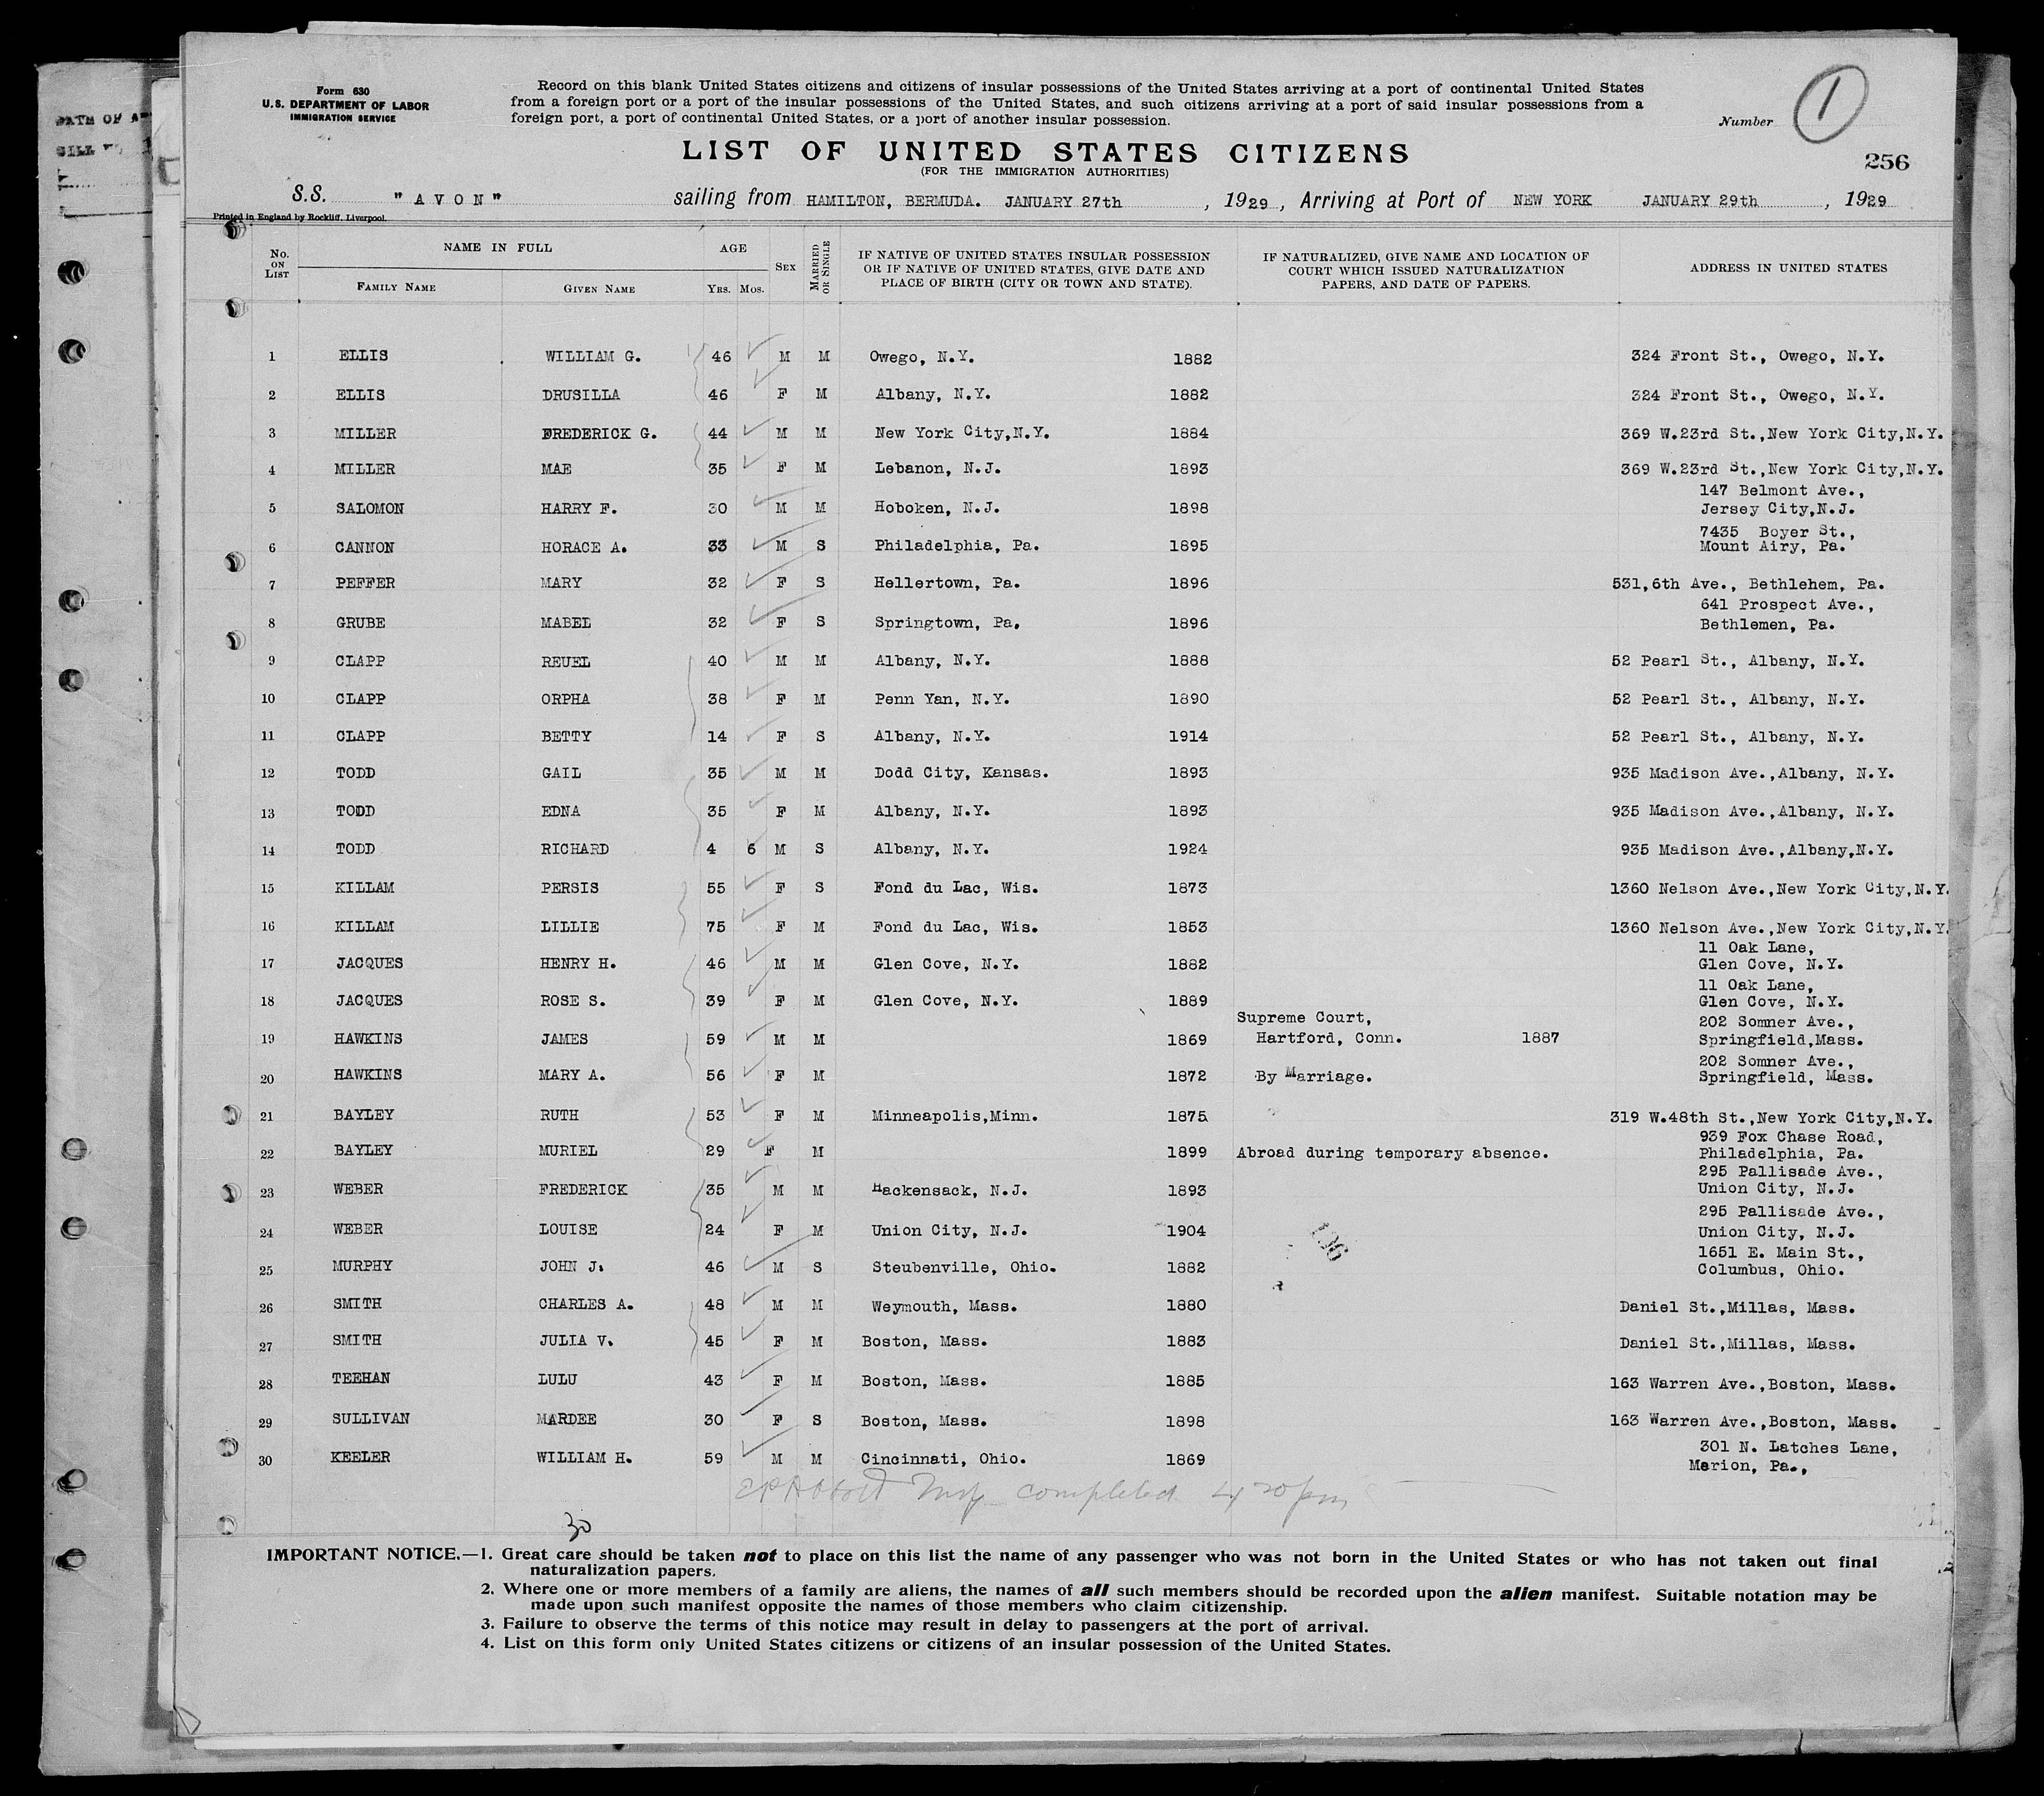 Form 630
U.S. DEPARTMENT OF LABOR
IMMIGRATION SERVICE
Record on this blank United States citizens and citizens of insular possessions of the United States arriving at a port of continental United States
from a foreign port or a port of the insular possessions of the United States, and such citizens arriving at a port of said insular possessions from a
foreign port, a port of continental United States, or a port of another insular possession.
Number 1
LIST OF UNITED STATES CITIZENS
(FOR THE IMMIGRATION AUTHORITIES)
256
S.S. "AVON" sailing from HAMILTON, BERMUDA. JANUARY 27th, 1929, Arriving at Port of NEW YORK JANUARY 29th, 1929
Printed in England by Rockliff, Liverpool.
No. ON LIST NAME IN FULL FAMILY NAME GIVEN NAME AGE YRS. MOS. SEX MARRIED OR SINGLE IF NATIVE OF UNITED STATES INSULAR POSSESSION OR IF NATIVE OF UNITED STATES, GIVE DATE AND PLACE OF BIRTH (CITY OR TOWN AND STATE). IF NATURALIZED, GIVE NAME AND LOCATION OF COURT WHICH ISSUED NATURALIZATION PAPERS, AND DATE OF PAPERS. ADDRESS IN UNITED STATES
1 ELLIS WILLIAM G. 46 M M Owego, N.Y. 1882 324 Front St., Owego, N.Y.
2 ELLIS DRUSILLA 46 F M Albany, N.Y. 1882 324 Front St., Owego, N.Y.
3 MILLER FREDERICK G. 44 M M New York City,N.Y. 1884 369 W.23rd St.,New York City,N.Y.
4 MILLER MAE 35 F M Lebanon, N.J. 1893 369 W.23rd St.,New York City,N.Y.
5 SALOMON HARRY F. 30 M M Hoboken, N.J. 1898 147 Belmont Ave., Jersey City,N.J.
6 CANNON HORACE A. 33 M S Philadelphia, Pa. 1895 7435 Boyer St., Mount Airy, Pa.
7 PEFFER MARY 32 F S Hellertown, Pa. 1896 531,6th Ave., Bethlehem, Pa.
8 GRUBE MABEL 32 F S Springtown, Pa. 1896 641 Prospect Ave., Bethlemen, Pa.
9 CLAPP REUEL 40 M M Albany, N.Y. 1888 52 Pearl St., Albany, N.Y.
10 CLAPP ORPHA 38 F M Penn Yan, N.Y. 1890 52 Pearl St., Albany, N.Y.
11 CLAPP BETTY 14 F S Albany, N.Y. 1914 52 Pearl St., Albany, N.Y.
12 TODD GAIL 35 M M Dodd City, Kansas. 1893 935 Madison Ave.,Albany, N.Y.
13 TODD EDNA 35 F M Albany, N.Y. 1893 935 Madison Ave.,Albany, N.Y.
14 TODD RICHARD 4 6 M S Albany, N.Y. 1924 935 Madison Ave.,Albany,N.Y.
15 KILLAM PERSIS 55 F S Fond du Lac, Wis. 1873 1360 Nelson Ave.,New York City,N.Y.
16 KILLAM LILLIE 75 F M Fond du Lac, Wis. 1853 1360 Nelson Ave.,New York City,N.Y.
17 JACQUES HENRY H. 46 M M Glen Cove, N.Y. 1882 11 Oak Lane, Glen Cove, N.Y.
18 JACQUES ROSE S. 39 F M Glen Cove, N.Y. 1889 11 Oak Lane, Glen Cove, N.Y.
19 HAWKINS JAMES 59 M M 1869 Supreme Court, Hartford, Conn. 1887 202 Somner Ave., Springfield,Mass.
20 HAWKINS MARY A. 56 F M 1872 By Marriage. 202 Somner Ave., Springfield, Mass.
21 BAYLEY RUTH 53 F M Minneapolis,Minn. 1875 319 W.48th St.,New York City,N.Y.
22 BAYLEY MURIEL 29 F M 1899 Abroad during temporary absence. 939 Fox Chase Road, Philadelphia, Pa.
23 WEBER FREDERICK 35 M M Hackensack, N.J. 1893 295 Pallisade Ave., Union City, N.J.
24 WEBER LOUISE 24 F M Union City, N.J. 1904 295 Pallisade Ave., Union City, N.J.
25 MURPHY JOHN J. 46 M S Steubenville, Ohio. 1882 1651 E. Main St., Columbus, Ohio.
26 SMITH CHARLES A. 48 M M Weymouth, Mass. 1880 Daniel St.,Millas, Mass.
27 SMITH JULIA V. 45 F M Boston, Mass. 1883 Daniel St.,Millas, Mass.
28 TEEHAN LULU 43 F M Boston, Mass. 1885 163 Warren Ave.,Boston, Mass.
29 SULLIVAN MARDEE 30 F S Boston, Mass. 1898 163 Warren Ave.,Boston, Mass.
30 KEELER WILLIAM H. 59 M M Cincinnati, Ohio. 1869 301 N. Latches Lane, Merion, Pa.,
completed 4 20 pm
30
IMPORTANT NOTICE.—1. Great care should be taken not to place on this list the name of any passenger who was not born in the United States or who has not taken out final
naturalization papers.
2. Where one or more members of a family are aliens, the names of all such members should be recorded upon the alien manifest. Suitable notation may be
made upon such manifest opposite the names of those members who claim citizenship.
3. Failure to observe the terms of this notice may result in delay to passengers at the port of arrival.
4. List on this form only United States citizens or citizens of an insular possession of the United States.